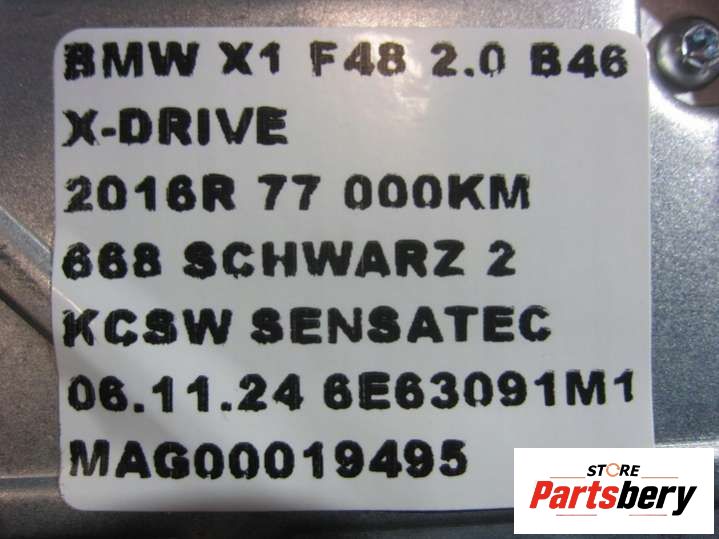 BMW X1 F48 2.0 B46
X-DRIVE
2016R 77 000KM
668 SCHWARZ 2
KCSW SENSATEC
06.11.24 6E63091M1
MAG00019495
STORE
Partsbery